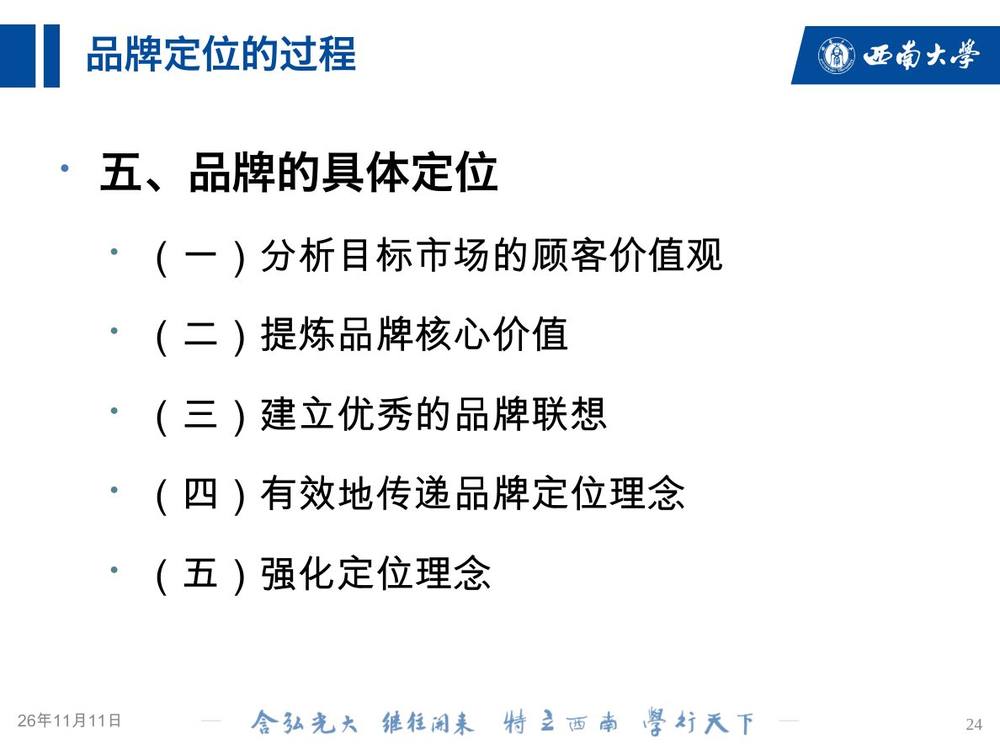 品牌定位的过程
西南大学
五、品牌的具体定位
（一）分析目标市场的顾客价值观
（二）提炼品牌核心价值
（三）建立优秀的品牌联想
（四）有效地传递品牌定位理念
（五）强化定位理念
26年11月11日
含弘光大 继往开来 特立西南 學行天下
24